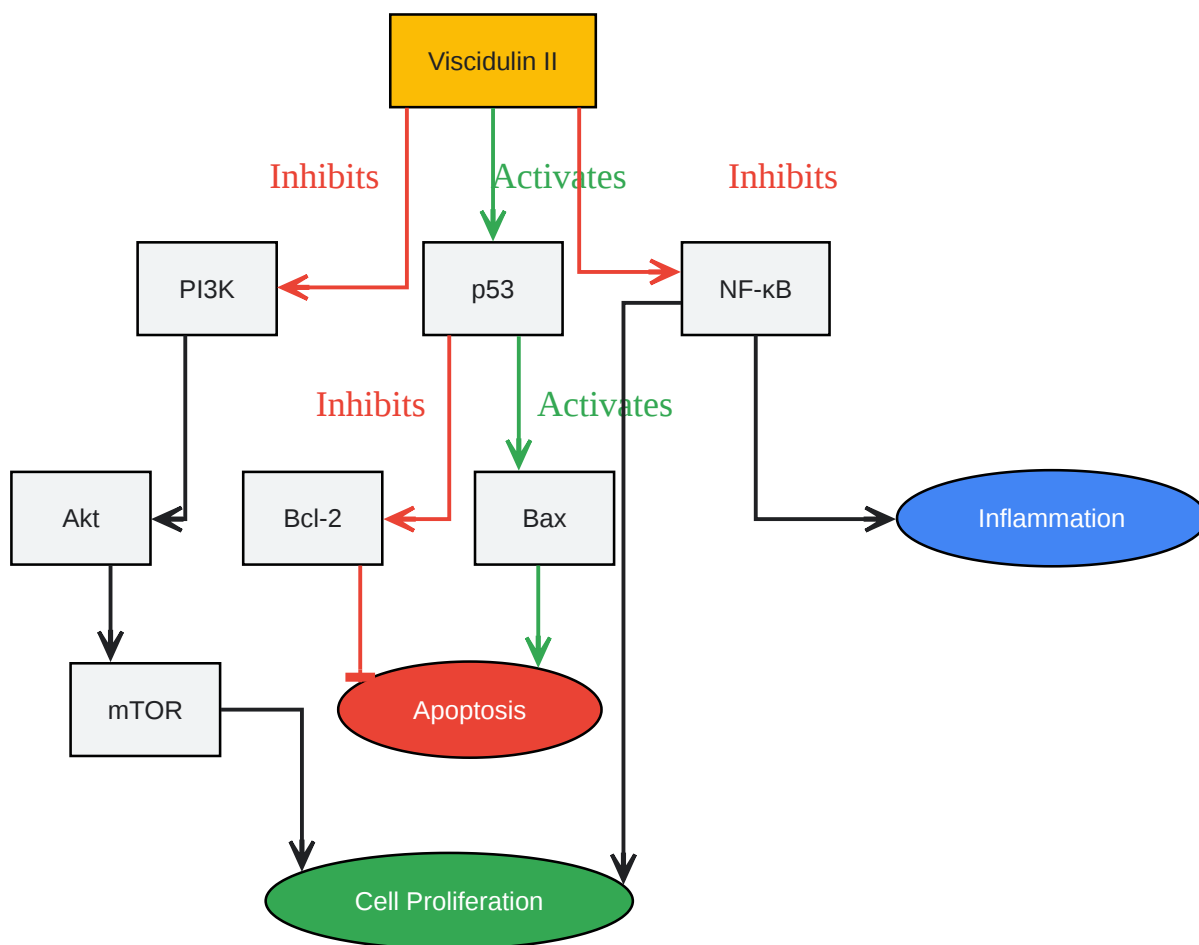 Viscidulin II
Inhibits
Activates
Inhibits
PI3K
p53
NF-κB
Inhibits
Activates
Akt
Bcl-2
Bax
Inflammation
mTOR
Apoptosis
Cell Proliferation